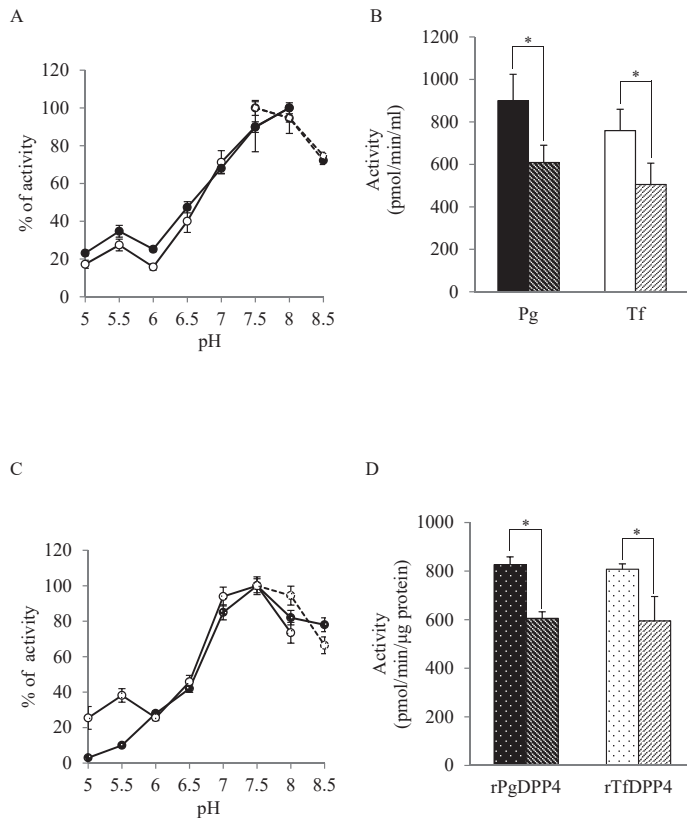 A
B
% of activity
120
100
80
60
40
20
0
5 5.5 6 6.5 7 7.5 8 8.5
pH
Activity
(pmol/min/ml)
1200
1000
800
600
400
200
0
*
*
Pg Tf
C
D
% of activity
120
100
80
60
40
20
0
5 5.5 6 6.5 7 7.5 8 8.5
pH
Activity
(pmol/min/µg protein)
1000
800
600
400
200
0
*
*
rPgDPP4 rTfDPP4